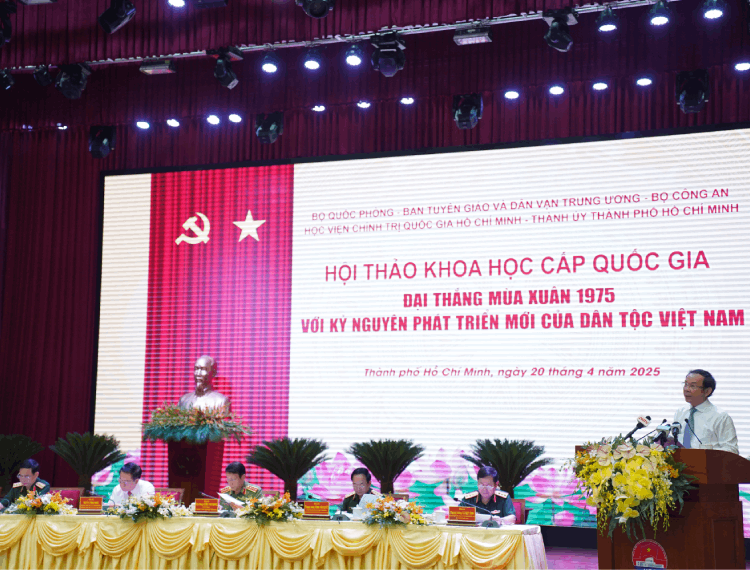 BỘ QUỐC PHÒNG - BAN TUYÊN GIÁO VÀ DÂN VẬN TRUNG ƯƠNG - BỘ CÔNG AN
HỌC VIỆN CHÍNH TRỊ QUỐC GIA HỒ CHÍ MINH - THÀNH ỦY THÀNH PHỐ HỒ CHÍ MINH
HỘI THẢO KHOA HỌC CẤP QUỐC GIA
ĐẠI THẮNG MÙA XUÂN 1975
VỚI KỶ NGUYÊN PHÁT TRIỂN MỚI CỦA DÂN TỘC VIỆT NAM
Thành phố Hồ Chí Minh, ngày 20 tháng 4 năm 2025